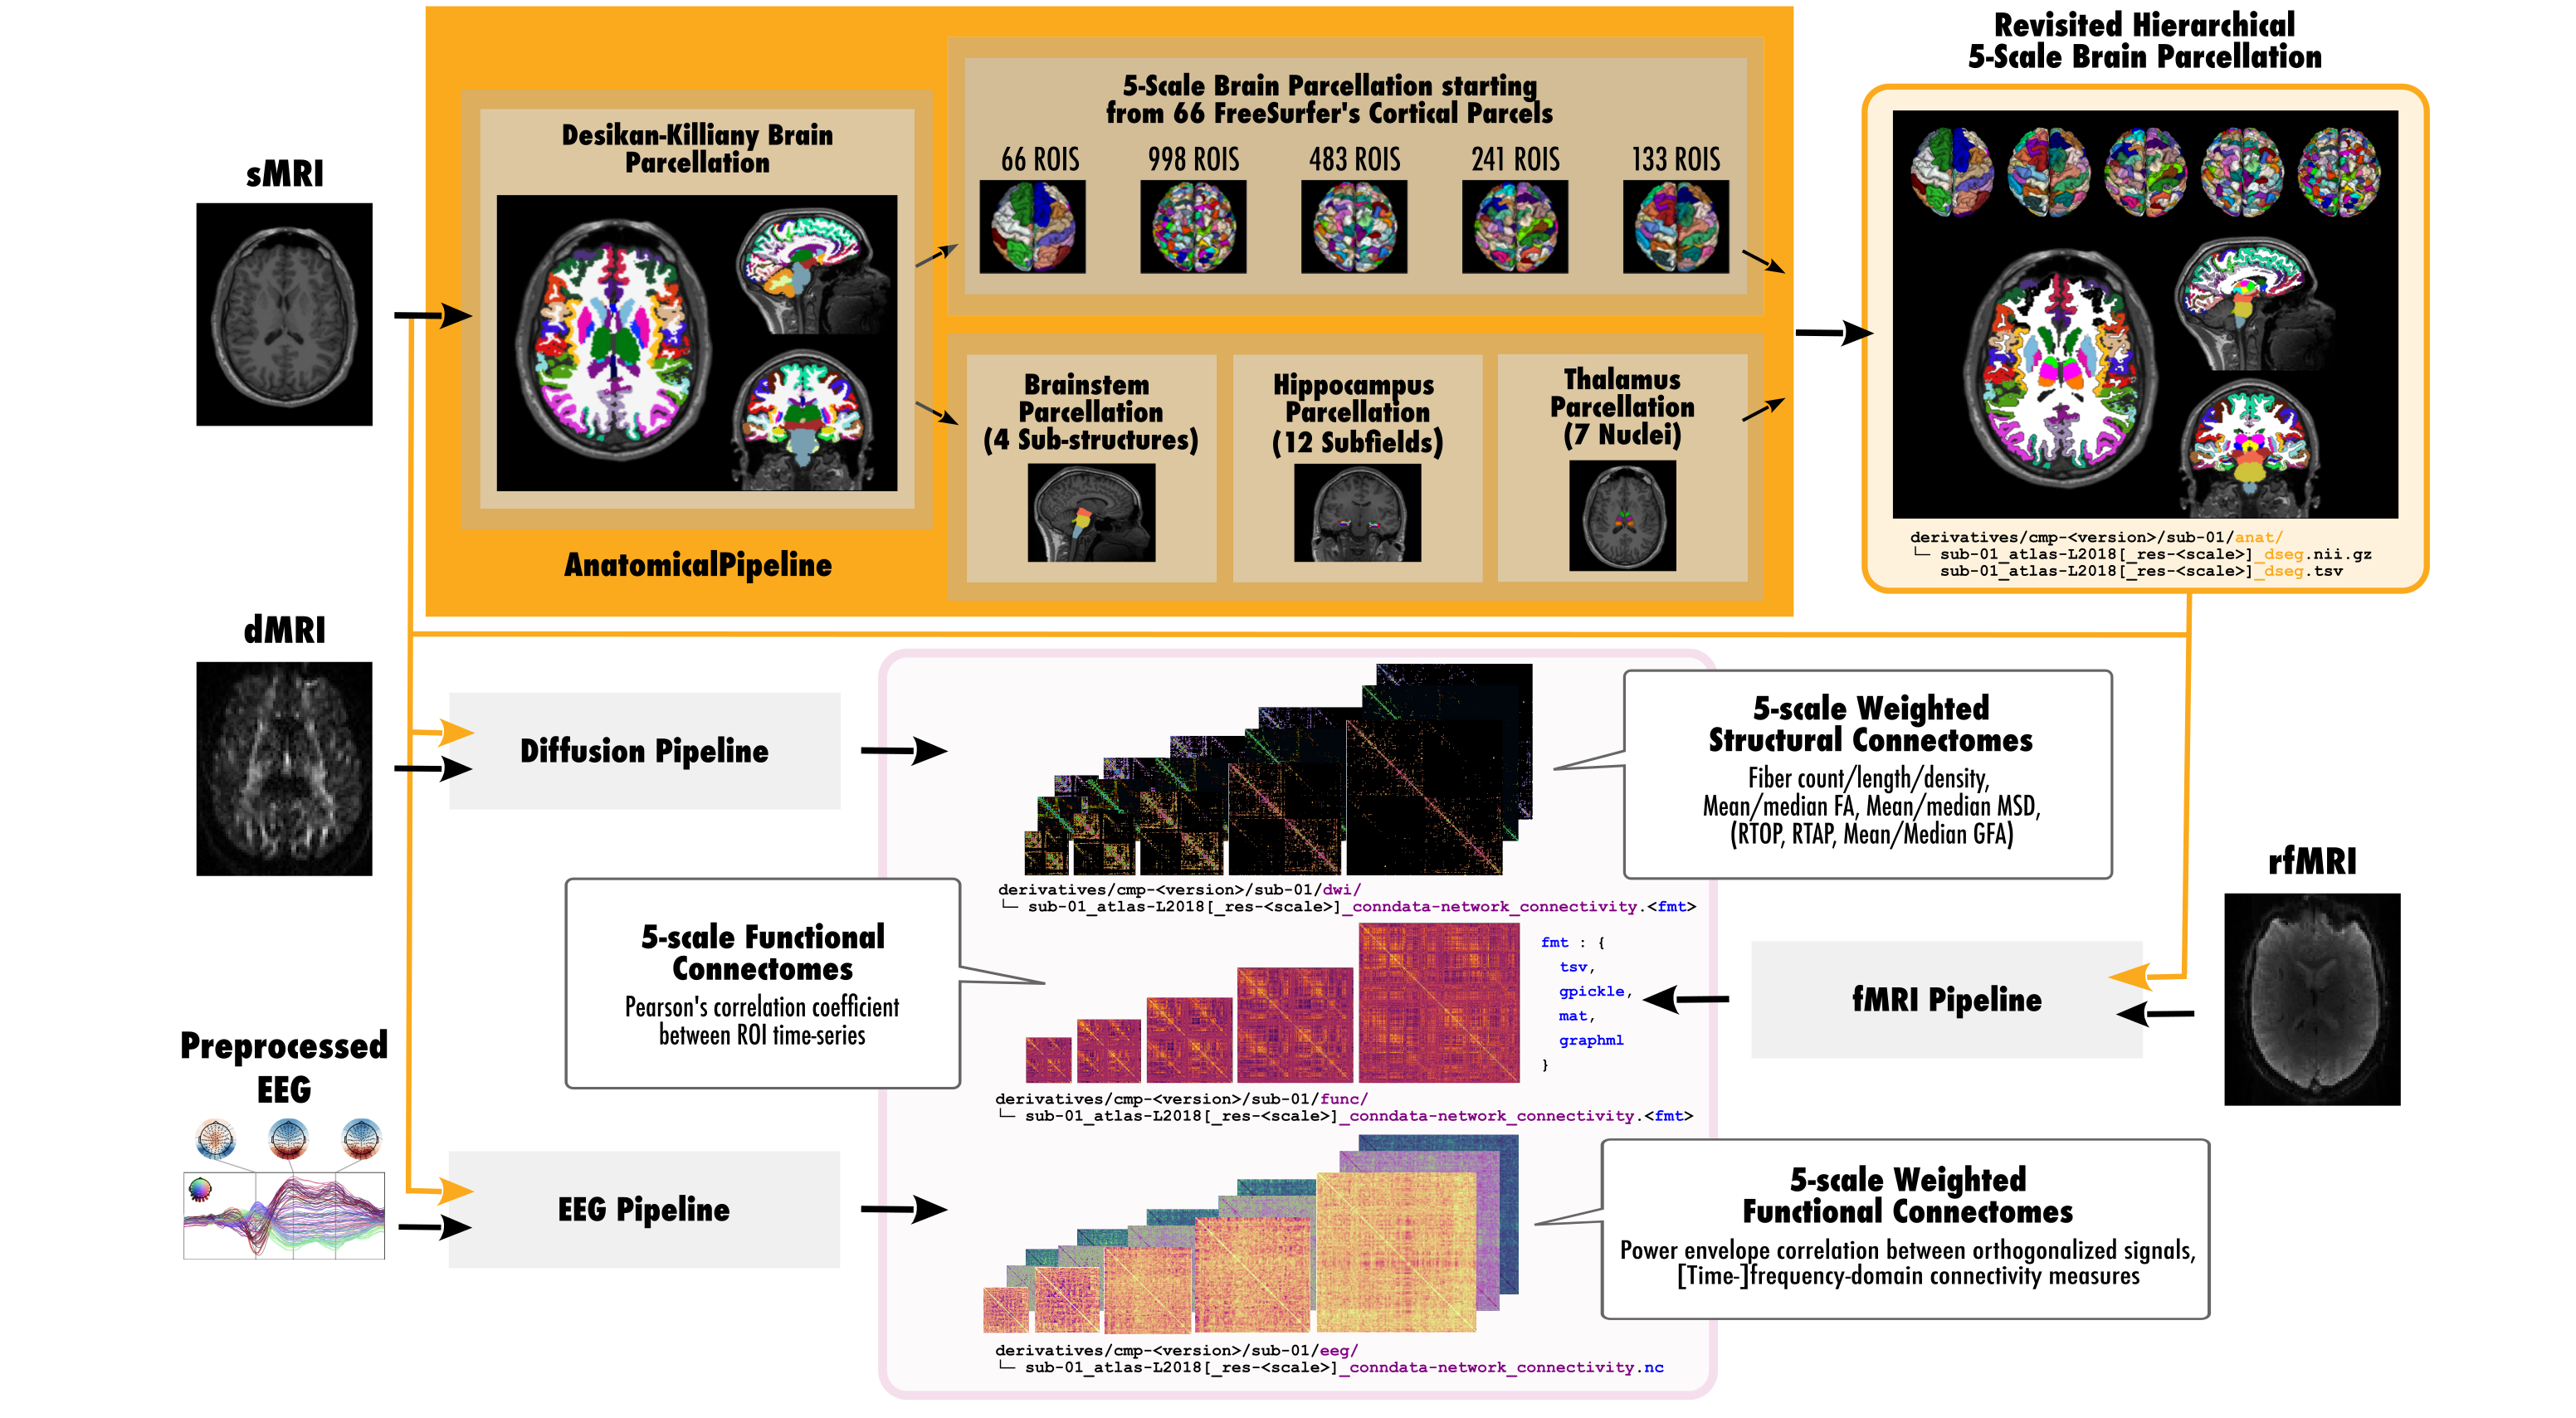 sMRI
Desikan-Killiany Brain
Parcellation
AnatomicalPipeline
5-Scale Brain Parcellation starting
from 66 FreeSurfer's Cortical Parcels
66 ROIS 998 ROIS 483 ROIS 241 ROIS 133 ROIS
Brainstem
Parcellation
(4 Sub-structures)
Hippocampus
Parcellation
(12 Subfields)
Thalamus
Parcellation
(7 Nuclei)
Revisited Hierarchical
5-Scale Brain Parcellation
derivatives/cmp-<version>/sub-01/anat/
└─ sub-01_atlas-L2018[_res-<scale>]_dseg.nii.gz
sub-01_atlas-L2018[_res-<scale>]_dseg.tsv
dMRI
Diffusion Pipeline
5-scale Weighted
Structural Connectomes
Fiber count/length/density,
Mean/median FA, Mean/median MSD,
(RTOP, RTAP, Mean/Median GFA)
derivatives/cmp-<version>/sub-01/dwi/
└─ sub-01_atlas-L2018[_res-<scale>]_conndata-network_connectivity.<fmt>
5-scale Functional
Connectomes
Pearson's correlation coefficient
between ROI time-series
fmt : {
tsv,
gpickle,
mat,
graphml
}
fMRI Pipeline
rfMRI
derivatives/cmp-<version>/sub-01/func/
└─ sub-01_atlas-L2018[_res-<scale>]_conndata-network_connectivity.<fmt>
Preprocessed
EEG
EEG Pipeline
5-scale Weighted
Functional Connectomes
Power envelope correlation between orthogonalized signals,
[Time-]frequency-domain connectivity measures
derivatives/cmp-<version>/sub-01/eeg/
└─ sub-01_atlas-L2018[_res-<scale>]_conndata-network_connectivity.nc